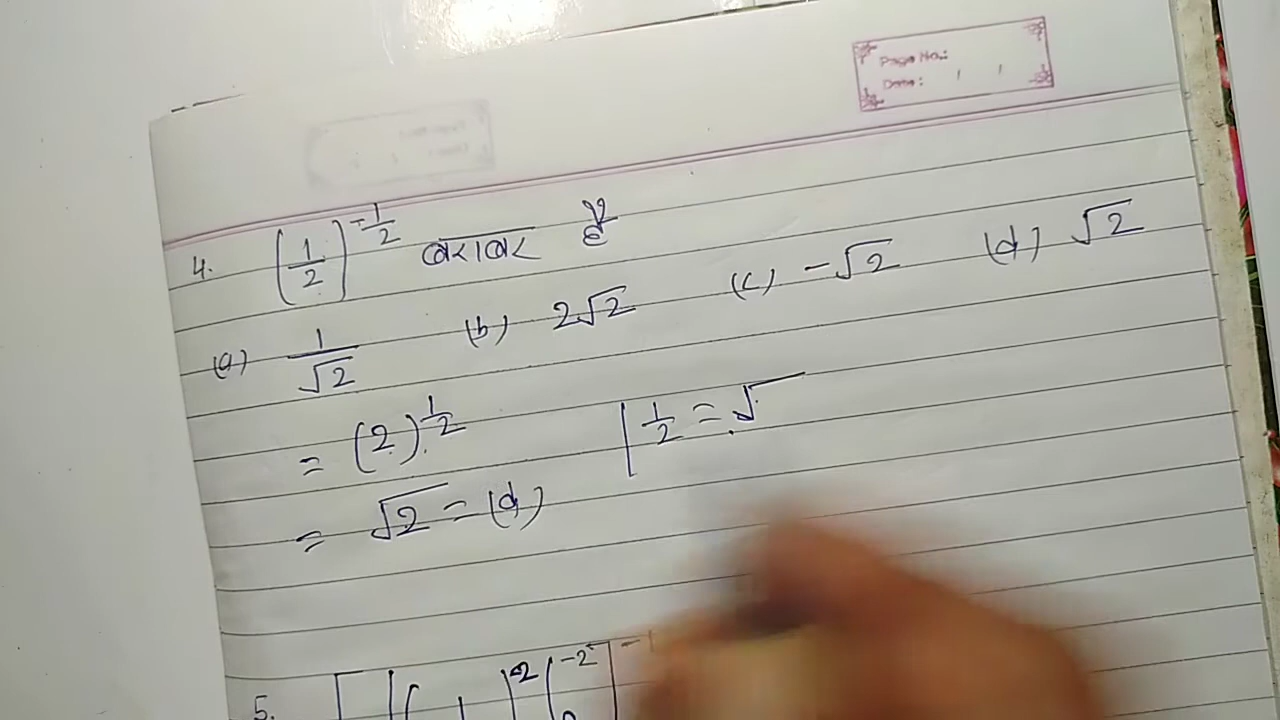 Page No.:
Date: / /
4. (1/2)^-1/2 बराबर है
(a) 1/√2 (b) 2√2 (c) -√2 (d) √2
= (2)^1/2 | 1/2 = √
= √2 = (d)
5.